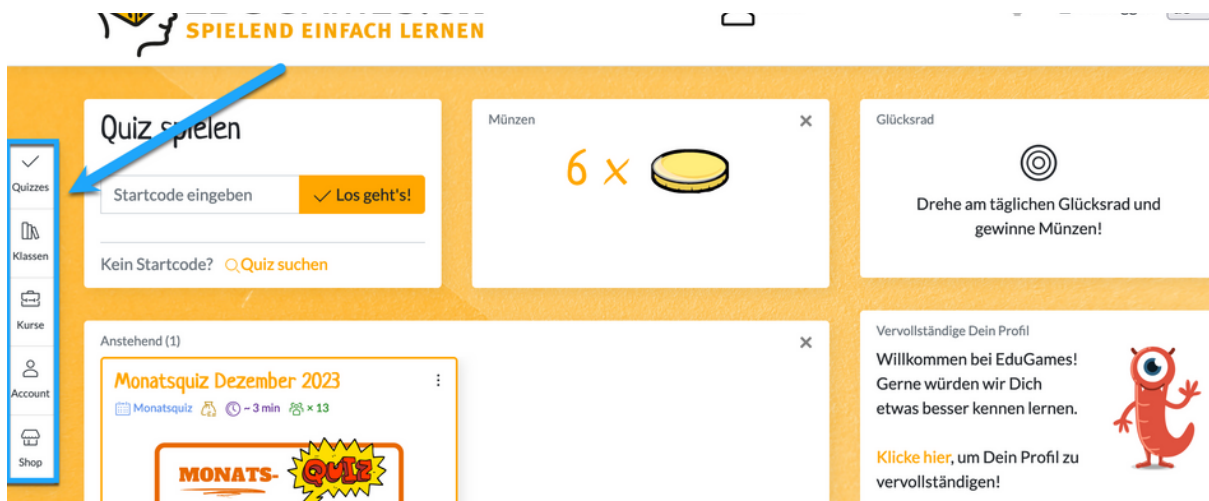 SPIELEND EINFACH LERNEN
Quizzes
Klassen
Kurse
Account
Shop
Quiz spielen
Startcode eingeben
Los geht's!
Kein Startcode? Quiz suchen
Münzen
6 ×
Glücksrad
Drehe am täglichen Glücksrad und
gewinne Münzen!
Anstehend (1)
Monatsquiz Dezember 2023
Monatsquiz ~ 3 min × 13
MONATS-
QUIZ
Vervollständige Dein Profil
Willkommen bei EduGames!
Gerne würden wir Dich
etwas besser kennen lernen.
Klicke hier, um Dein Profil zu
vervollständigen!